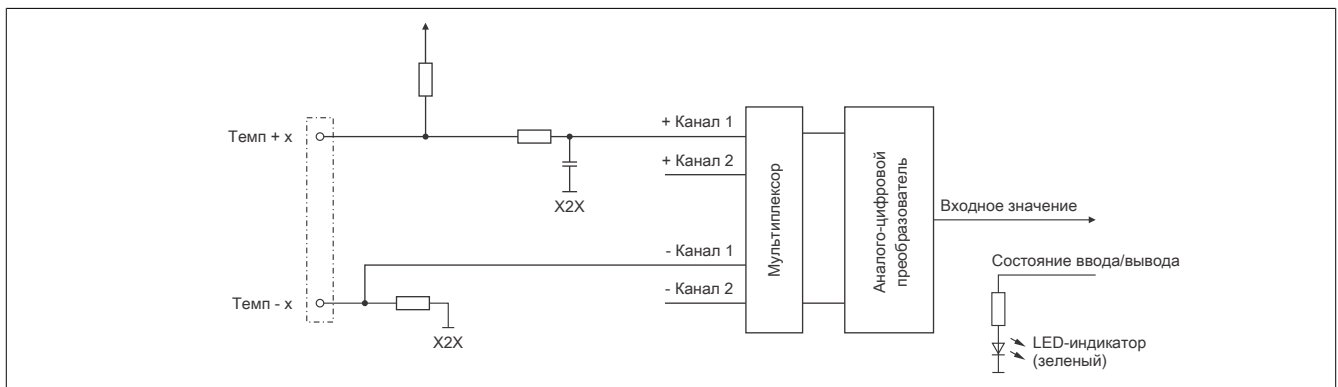 Темп + x
+ Канал 1
+ Канал 2
X2X
- Канал 1
Темп - x
- Канал 2
X2X
Мультиплексор
Аналого-цифровой
преобразователь
Входное значение
Состояние ввода/вывода
LED-индикатор
(зеленый)